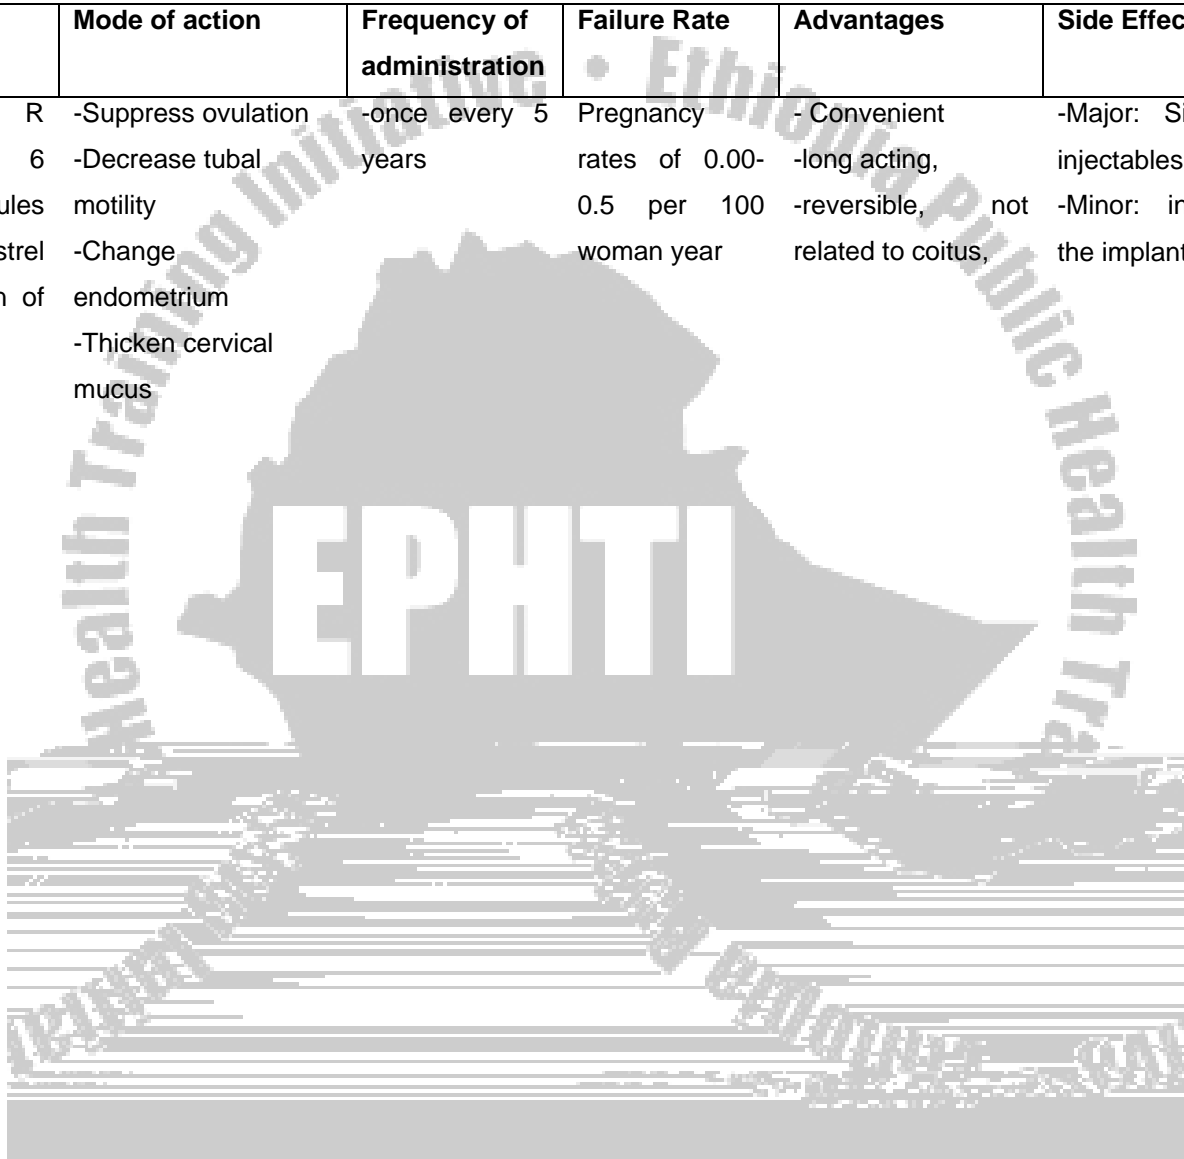 Mode of action Frequency of Failure Rate Advantages Side Effec
administration
R -Suppress ovulation -once every 5 Pregnancy - Convenient -Major: Si
6 -Decrease tubal years rates of 0.00- -long acting, injectables
ules motility 0.5 per 100 -reversible, not -Minor: in
strel -Change woman year related to coitus, the implant
n of endometrium
-Thicken cervical
mucus
Health Training Initiative • Ethiopia Public Health Tra
EPHTI